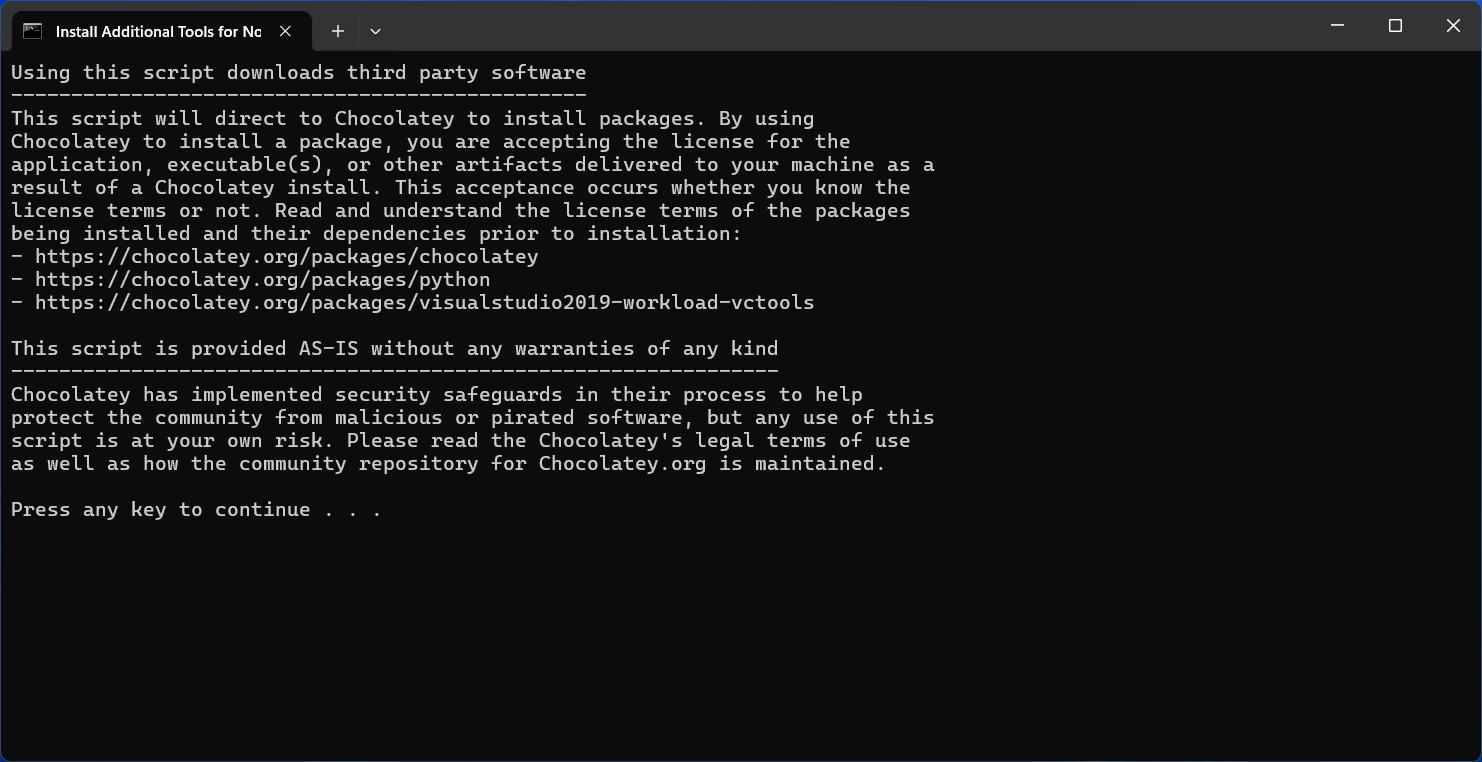 Install Additional Tools for No
Using this script downloads third party software
------------------------------------------------
This script will direct to Chocolatey to install packages. By using
Chocolatey to install a package, you are accepting the license for the
application, executable(s), or other artifacts delivered to your machine as a
result of a Chocolatey install. This acceptance occurs whether you know the
license terms or not. Read and understand the license terms of the packages
being installed and their dependencies prior to installation:
- https://chocolatey.org/packages/chocolatey
- https://chocolatey.org/packages/python
- https://chocolatey.org/packages/visualstudio2019-workload-vctools
This script is provided AS-IS without any warranties of any kind
----------------------------------------------------------------
Chocolatey has implemented security safeguards in their process to help
protect the community from malicious or pirated software, but any use of this
script is at your own risk. Please read the Chocolatey's legal terms of use
as well as how the community repository for Chocolatey.org is maintained.
Press any key to continue . . .